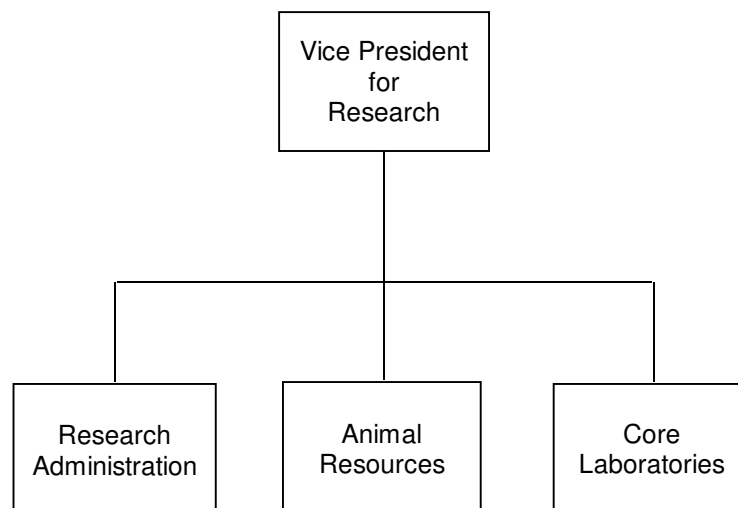 Vice President
for
Research
Research
Administration
Animal
Resources
Core
Laboratories